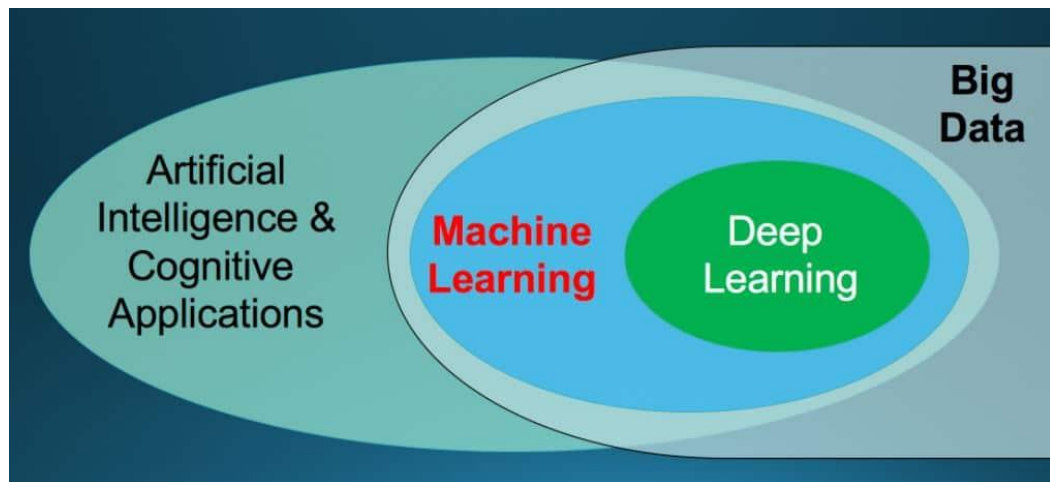 Artificial
Intelligence &
Cognitive
Applications
Machine
Learning
Deep
Learning
Big
Data